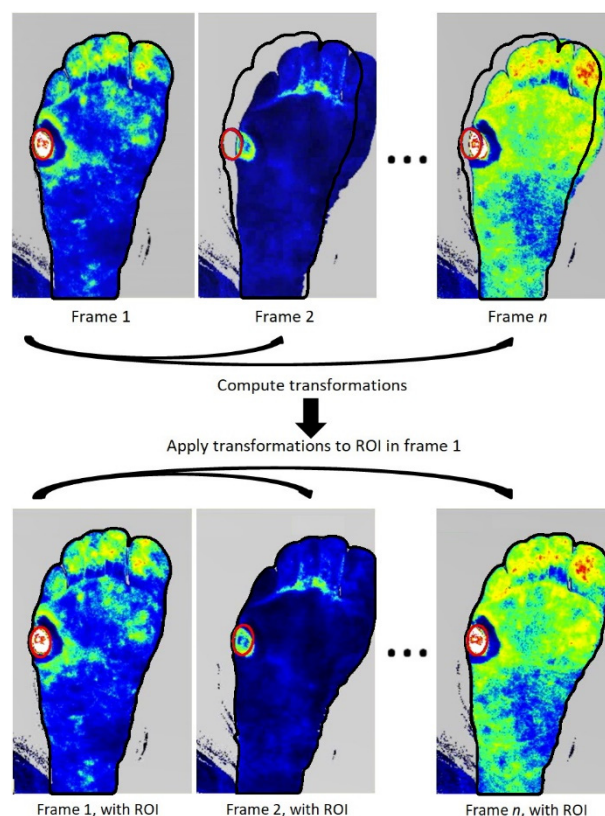 Frame 1
Frame 2
Frame n
Compute transformations
Apply transformations to ROI in frame 1
Frame 1, with ROI
Frame 2, with ROI
Frame n, with ROI